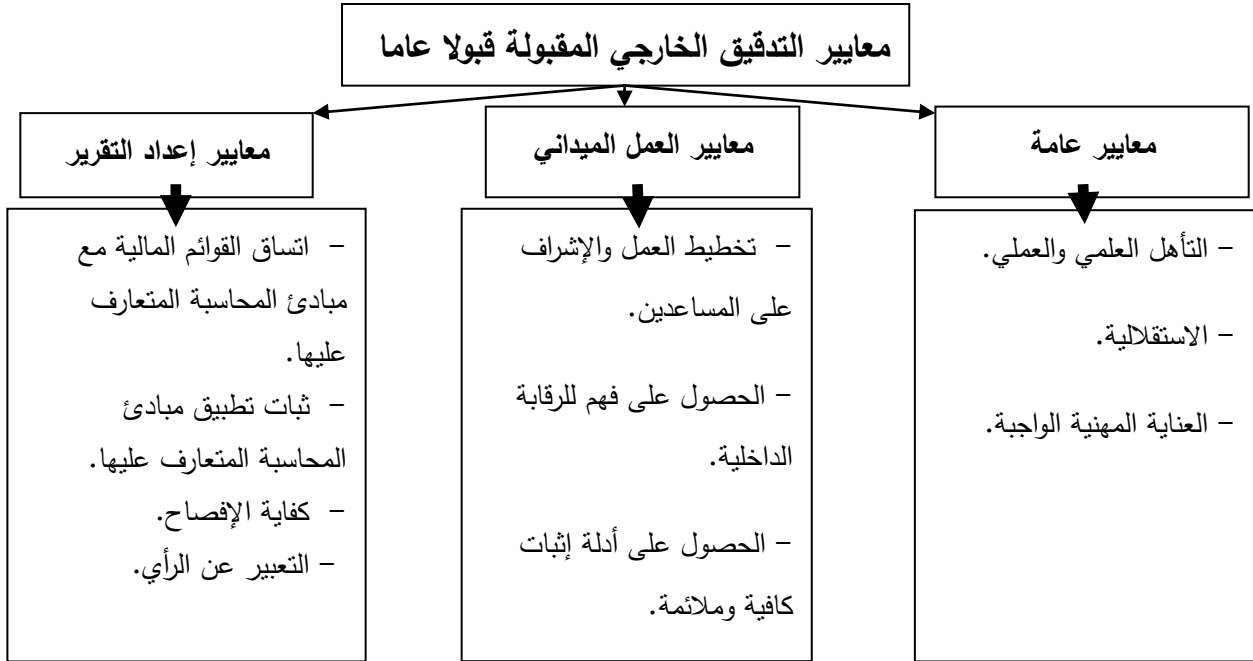 معايير التدقيق الخارجي المقبولة قبولا عاما
معايير عامة
معايير العمل الميداني
معايير إعداد التقرير
- التأهل العلمي والعملي.
- الاستقلالية.
- العناية المهنية الواجبة.
- تخطيط العمل والإشراف
على المساعدين.
- الحصول على فهم للرقابة
الداخلية.
- الحصول على أدلة إثبات
كافية وملائمة.
- اتساق القوائم المالية مع
مبادئ المحاسبة المتعارف
عليها.
- ثبات تطبيق مبادئ
المحاسبة المتعارف عليها.
- كفاية الإفصاح.
- التعبير عن الرأي.